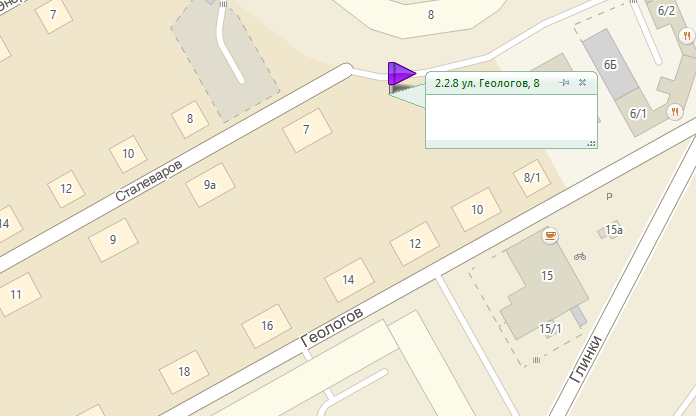 Энер
7
8
6/2
6Б
2.2.8 ул. Геологов, 8
6/1
8
7
10
Сталеваров
12
9а
8/1
14
9
10
P
15а
12
11
14
15
16
Геологов
15/1
18
Глинки